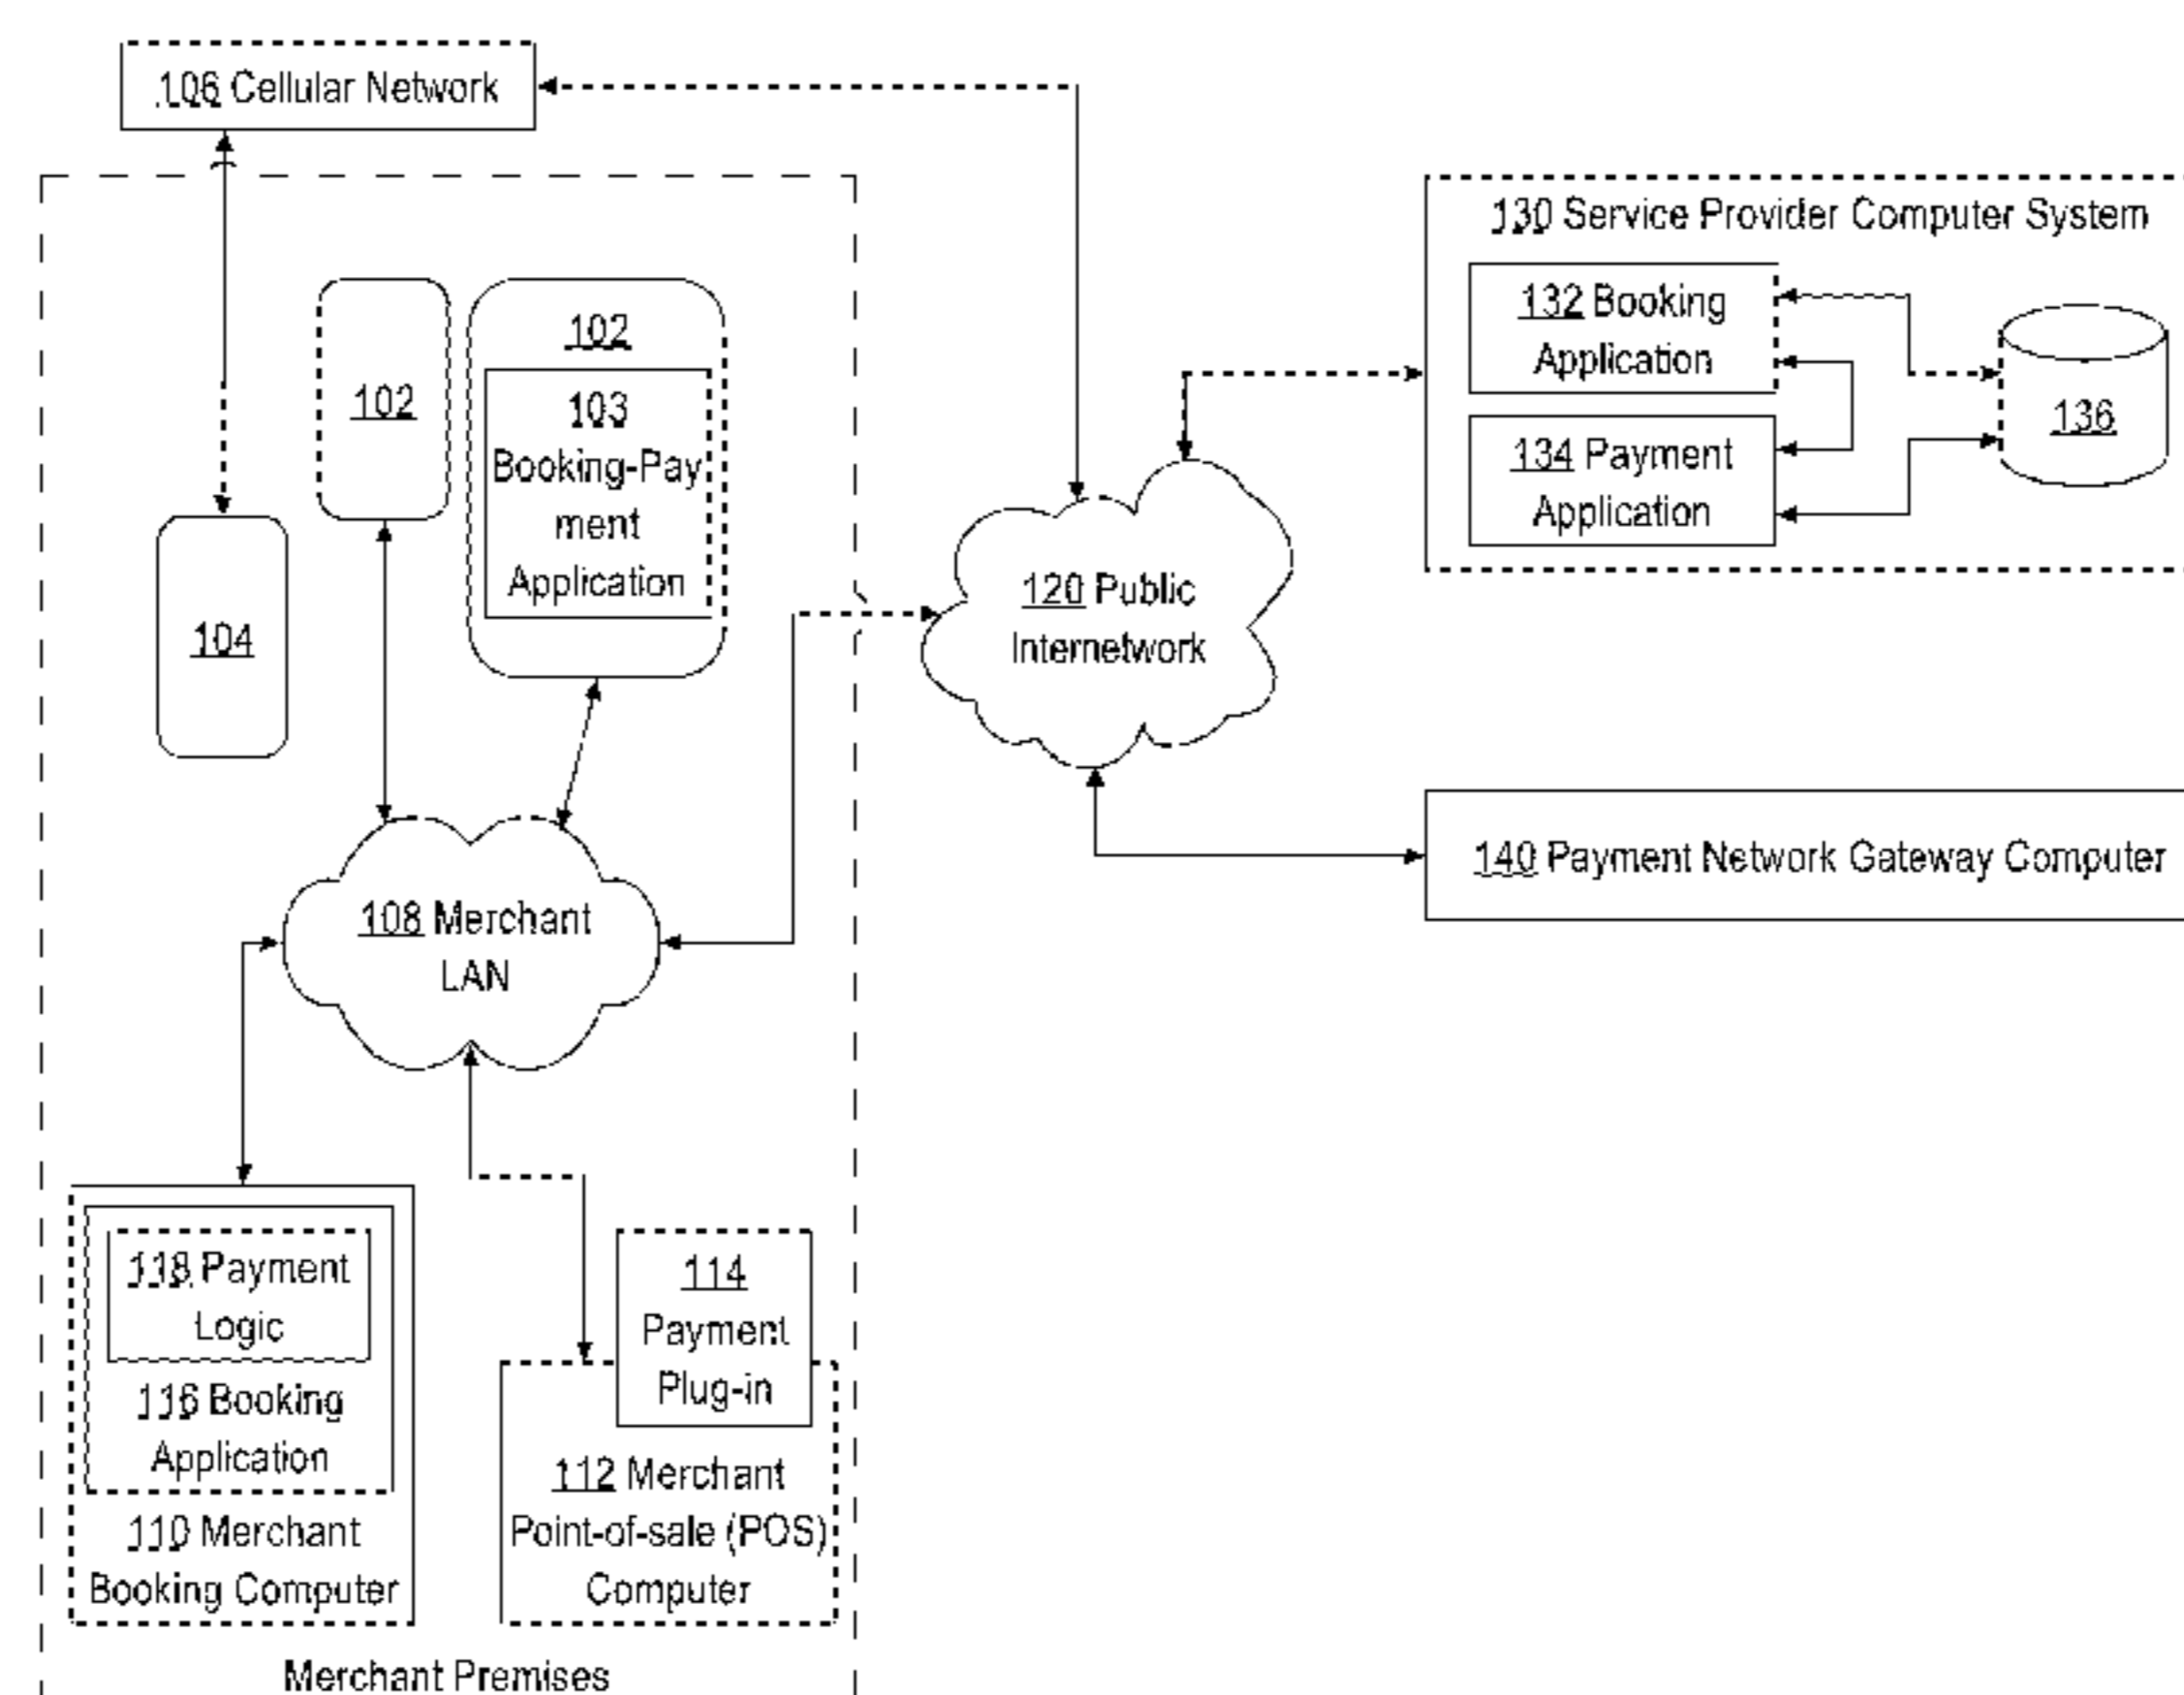 106 Cellular Network
130 Service Provider Computer System
132 Booking
Application
134 Payment
Application
136
102
102
103
Booking-Pay
ment
Application
104
120 Public
Internetwork
140 Payment Network Gateway Computer
108 Merchant
LAN
118 Payment
Logic
116 Booking
Application
110 Merchant
Booking Computer
114
Payment
Plug-in
112 Merchant
Point-of-sale (POS)
Computer
Merchant Premises